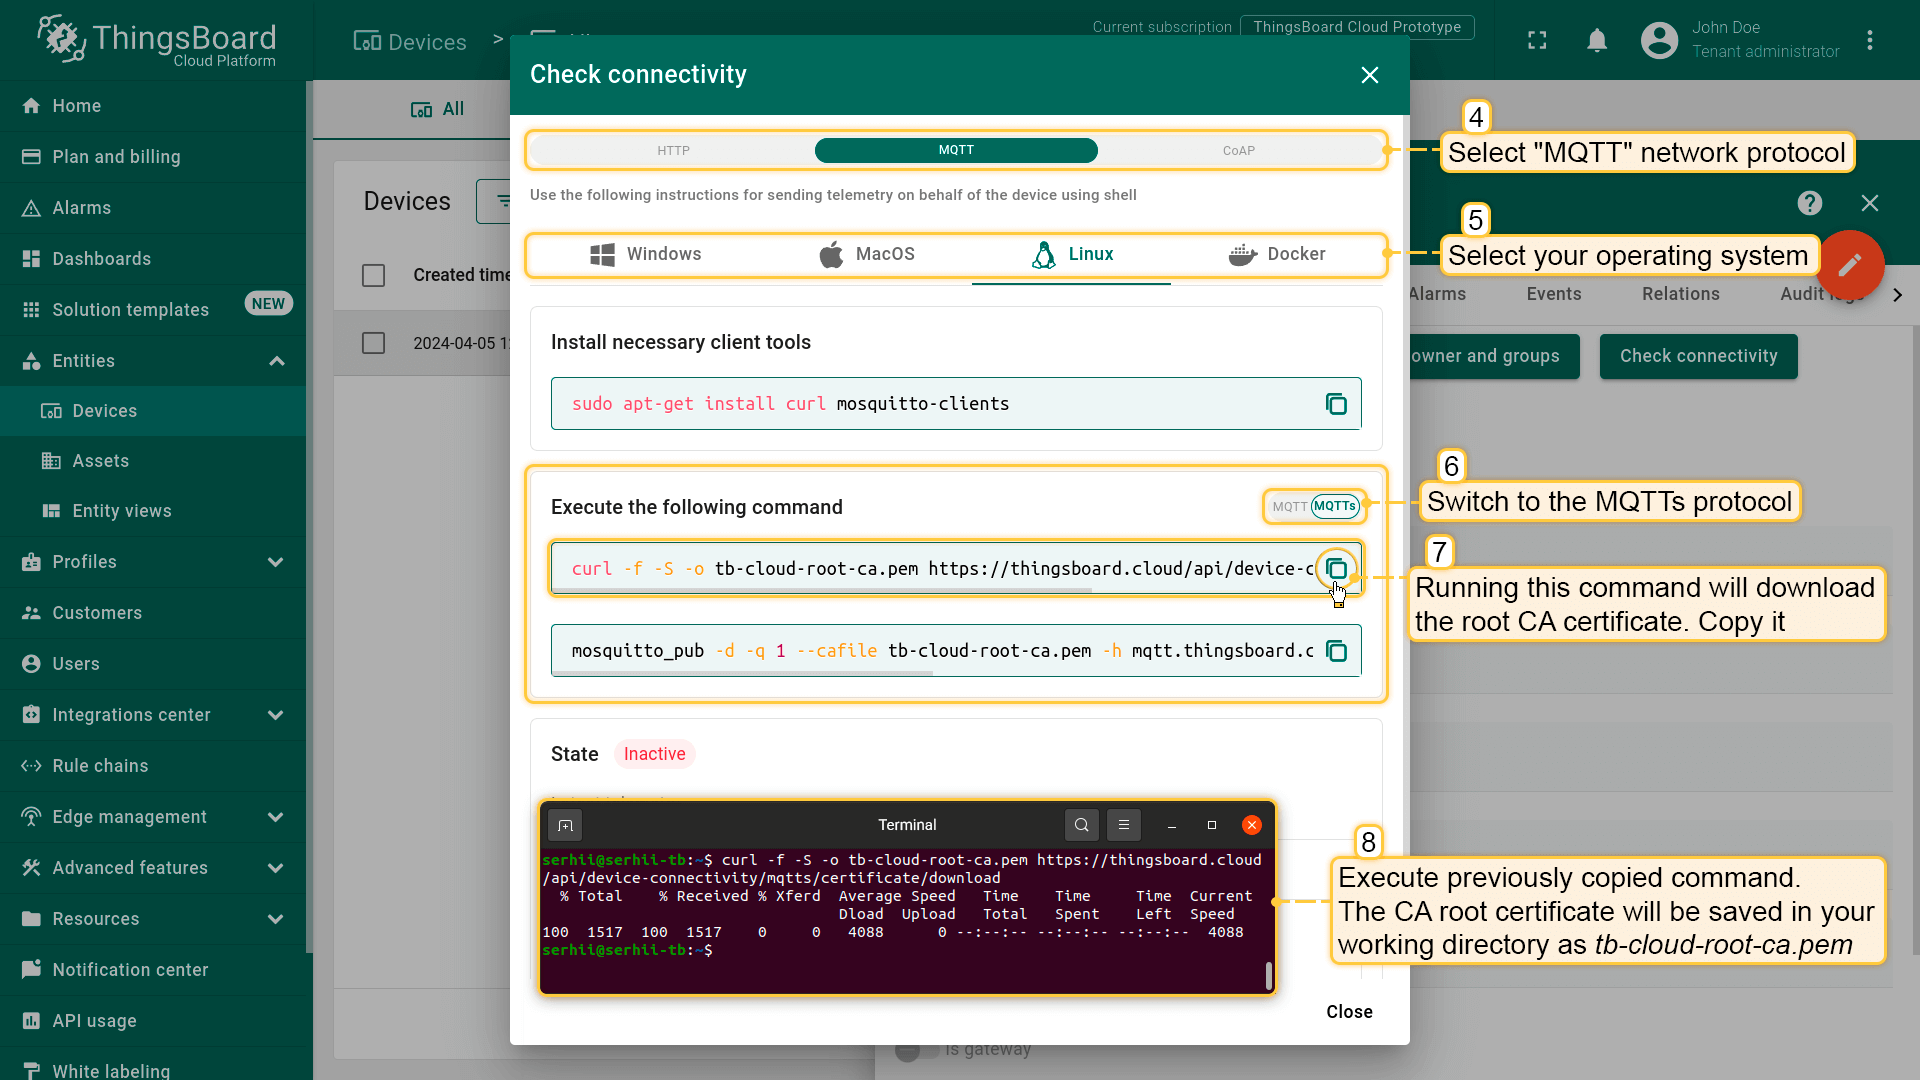 ThingsBoard
Cloud Platform
Devices
>
Current subscription
ThingsBoard Cloud Prototype
John Doe
Tenant administrator
Home
Plan and billing
Alarms
Dashboards
Solution templates
NEW
Entities
Devices
Assets
Entity views
Profiles
Customers
Users
Integrations center
Rule chains
Edge management
Advanced features
Resources
Notification center
API usage
White labeling
All
Devices
Created time
2024-04-05 1
Check connectivity
HTTP
MQTT
CoAP
Use the following instructions for sending telemetry on behalf of the device using shell
Windows
MacOS
Linux
Docker
Install necessary client tools
sudo apt-get install curl mosquitto-clients
Execute the following command
MQTT
MQTTs
curl -f -S -o tb-cloud-root-ca.pem https://thingsboard.cloud/api/device-c
mosquitto_pub -d -q 1 --cafile tb-cloud-root-ca.pem -h mqtt.thingsboard.c
State
Inactive
Terminal
serhii@serhii-tb:~$ curl -f -S -o tb-cloud-root-ca.pem https://thingsboard.cloud
/api/device-connectivity/mqtts/certificate/download
% Total % Received % Xferd Average Speed Time Time Time Current
Dload Upload Total Spent Left Speed
100 1517 100 1517 0 0 4088 0 --:--:-- --:--:-- --:--:-- 4088
serhii@serhii-tb:~$
Close
4
Select "MQTT" network protocol
5
Select your operating system
Alarms
Events
Relations
Audit logs
owner and groups
Check connectivity
6
Switch to the MQTTs protocol
7
Running this command will download
the root CA certificate. Copy it
8
Execute previously copied command.
The CA root certificate will be saved in your
working directory as tb-cloud-root-ca.pem
Is gateway